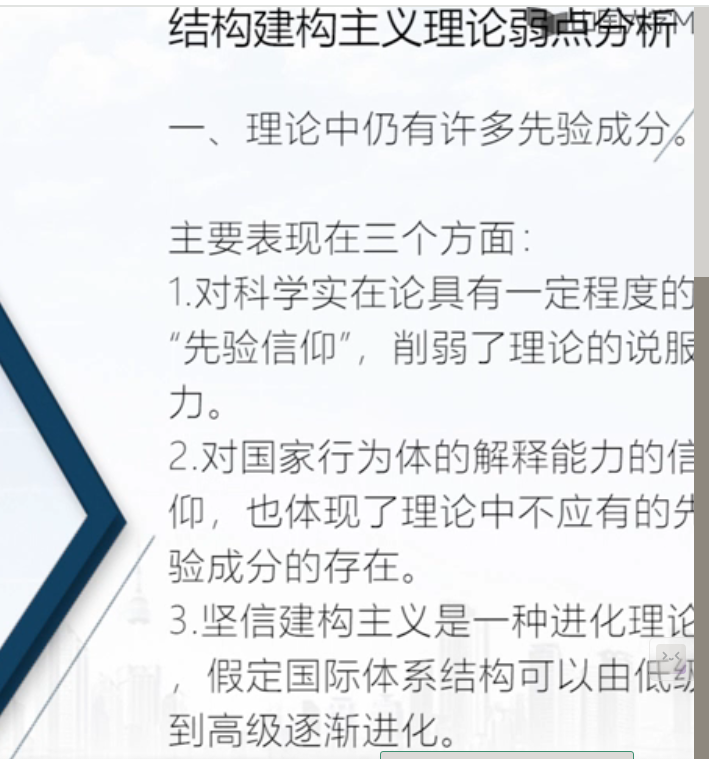 结构建构主义理论弱点分析
一、理论中仍有许多先验成分。
主要表现在三个方面：
1.对科学实在论具有一定程度的
“先验信仰”，削弱了理论的说服
力。
2.对国家行为体的解释能力的信
仰，也体现了理论中不应有的先
验成分的存在。
3.坚信建构主义是一种进化理论
，假定国际体系结构可以由低级
到高级逐渐进化。